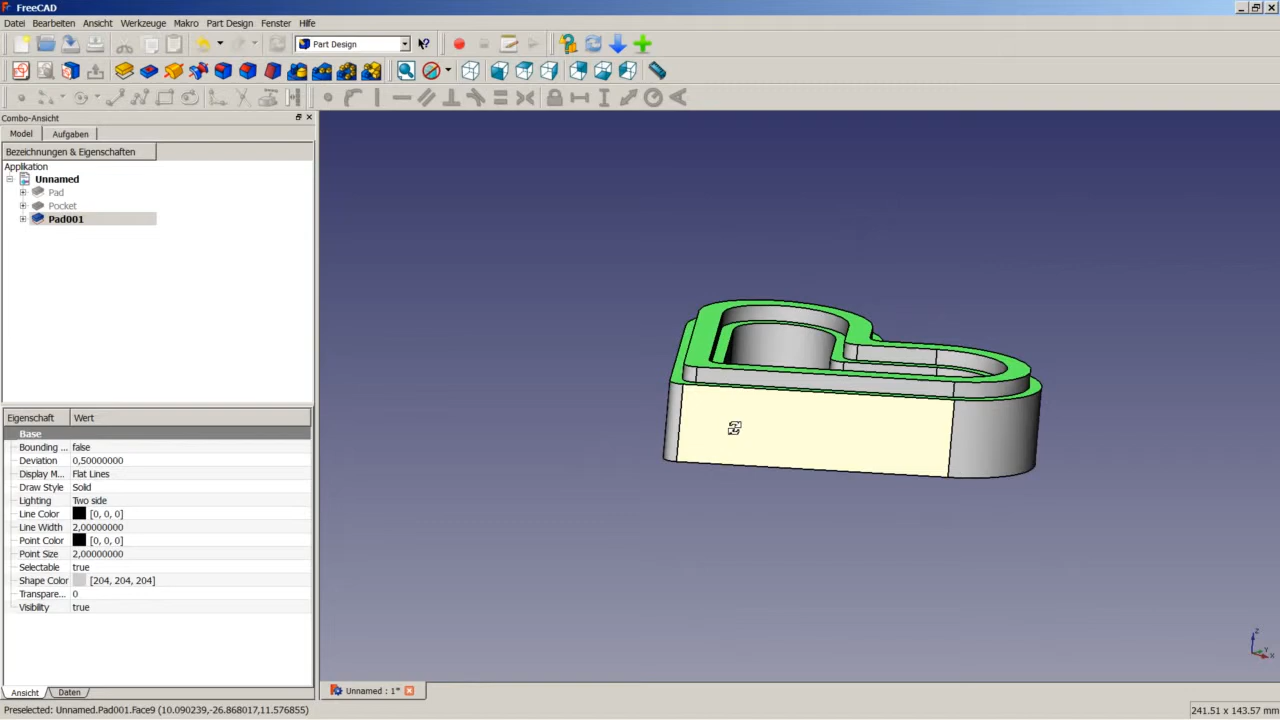 FreeCAD
Datei Bearbeiten Ansicht Werkzeuge Makro Part Design Fenster Hilfe
Part Design
Combo-Ansicht
Model Aufgaben
Bezeichnungen & Eigenschaften
Applikation
Unnamed
Pad
Pocket
Pad001
Eigenschaft Wert
Base
Bounding ... false
Deviation 0,50000000
Display M... Flat Lines
Draw Style Solid
Lighting Two side
Line Color [0, 0, 0]
Line Width 2,00000000
Point Color [0, 0, 0]
Point Size 2,00000000
Selectable true
Shape Color [204, 204, 204]
Transpare... 0
Visibility true
Z
Y
X
Ansicht Daten
Unnamed : 1*
Preselected: Unnamed.Pad001.Face9 (10.090239,-26.868017,11.576855)
241.51 x 143.57 mm